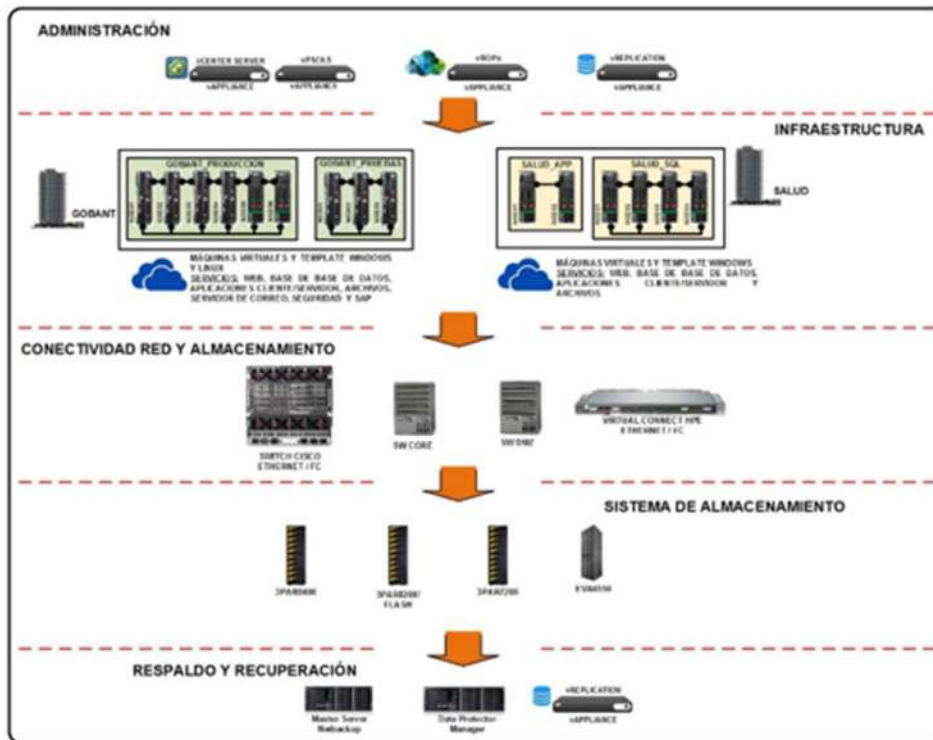 ADMINISTRACIÓN
vCENTER SERVER
vAPPLIANCE
vAPPLIANCE
vROPs
vAPPLIANCE
vREPLICATION
vAPPLIANCE
INFRAESTRUCTURA
GOBANT
GOBANT_PRODUCCION
GOBANT_PRUEBAS
SALUD_APP
SALUD_SQL
SALUD
MÁQUINAS VIRTUALES Y TEMPLATE WINDOWS
Y LINUX
SERVICIOS: WEB, BASE DE BASE DE DATOS,
APLICACIONES CLIENTE/SERVIDOR, ARCHIVOS,
SERVIDOR DE CORREO, SEGURIDAD Y SAP
MÁQUINAS VIRTUALES Y TEMPLATE WINDOWS
SERVICIOS: WEB, BASE DE BASE DE DATOS,
APLICACIONES CLIENTE/SERVIDOR Y
ARCHIVOS
CONECTIVIDAD RED Y ALMACENAMIENTO
SWITCH CISCO
ETHERNET / FC
SW CORE
SW DMZ
VIRTUAL CONNECT HPE
ETHERNET / FC
SISTEMA DE ALMACENAMIENTO
3PAR8200/
FLASH
3PAR7200
RESPALDO Y RECUPERACIÓN
Master Server
Netbackup
Data Protector
Manager
vREPLICATION
vAPPLIANCE